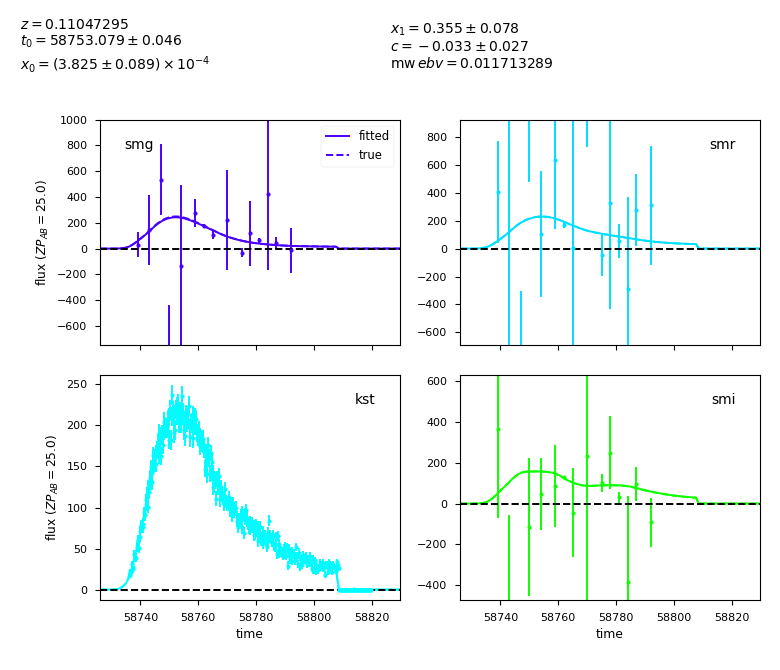 z = 0.11047295
t0 = 58753.079 ± 0.046
x0 = (3.825 ± 0.089) × 10^−4
x1 = 0.355 ± 0.078
c = −0.033 ± 0.027
mw ebv = 0.011713289
1000
800
600
400
200
0
−200
−400
−600
flux (ZP_AB = 25.0)
smg
fitted
true
800
600
400
200
0
−200
−400
−600
smr
250
200
150
100
50
0
flux (ZP_AB = 25.0)
kst
58740 58760 58780 58800 58820
time
600
400
200
0
−200
−400
smi
58740 58760 58780 58800 58820
time